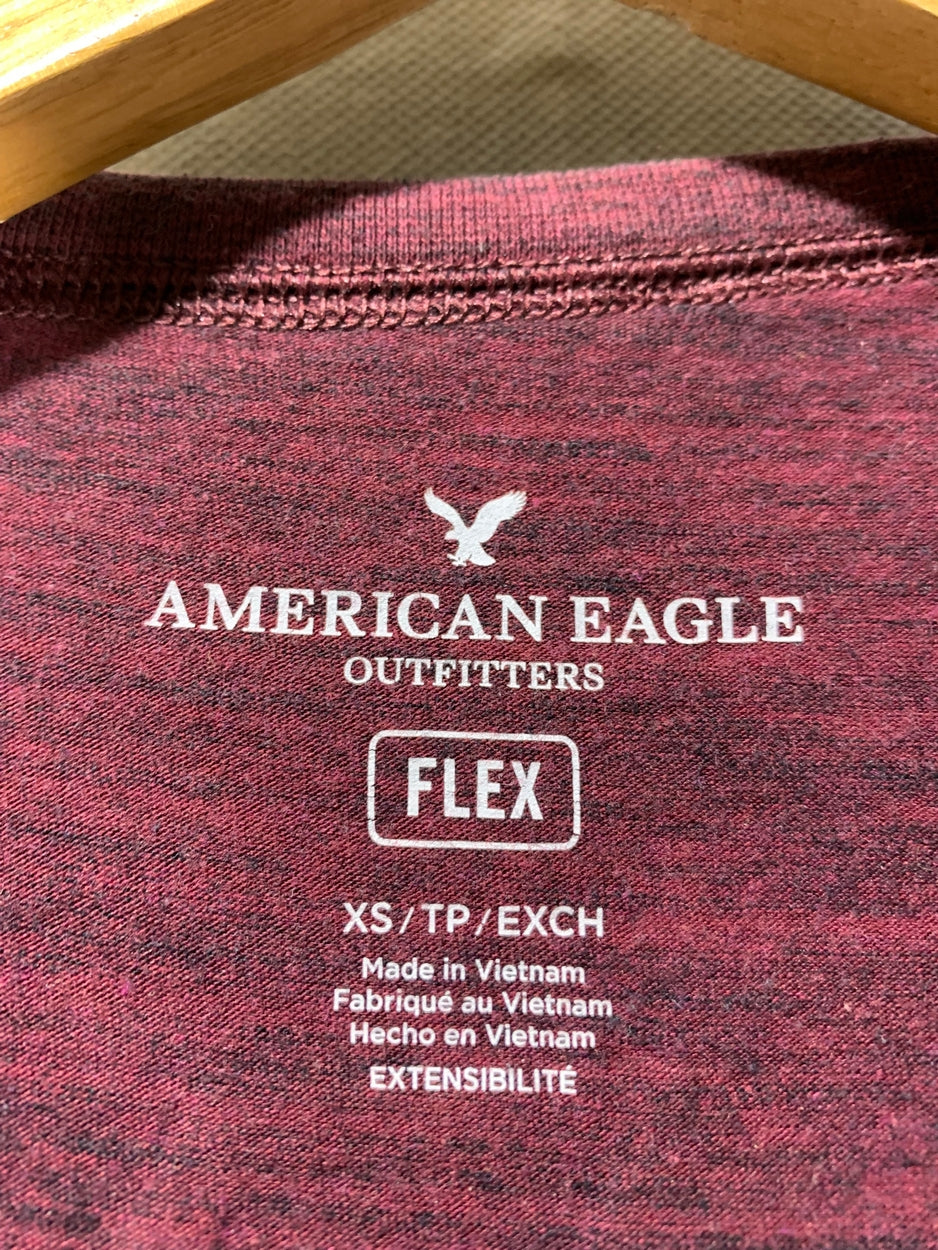 AMERICAN EAGLE
OUTFITTERS
FLEX
XS/TP/EXCH
Made in Vietnam
Fabriqué au Vietnam
Hecho en Vietnam
EXTENSIBILITÉ